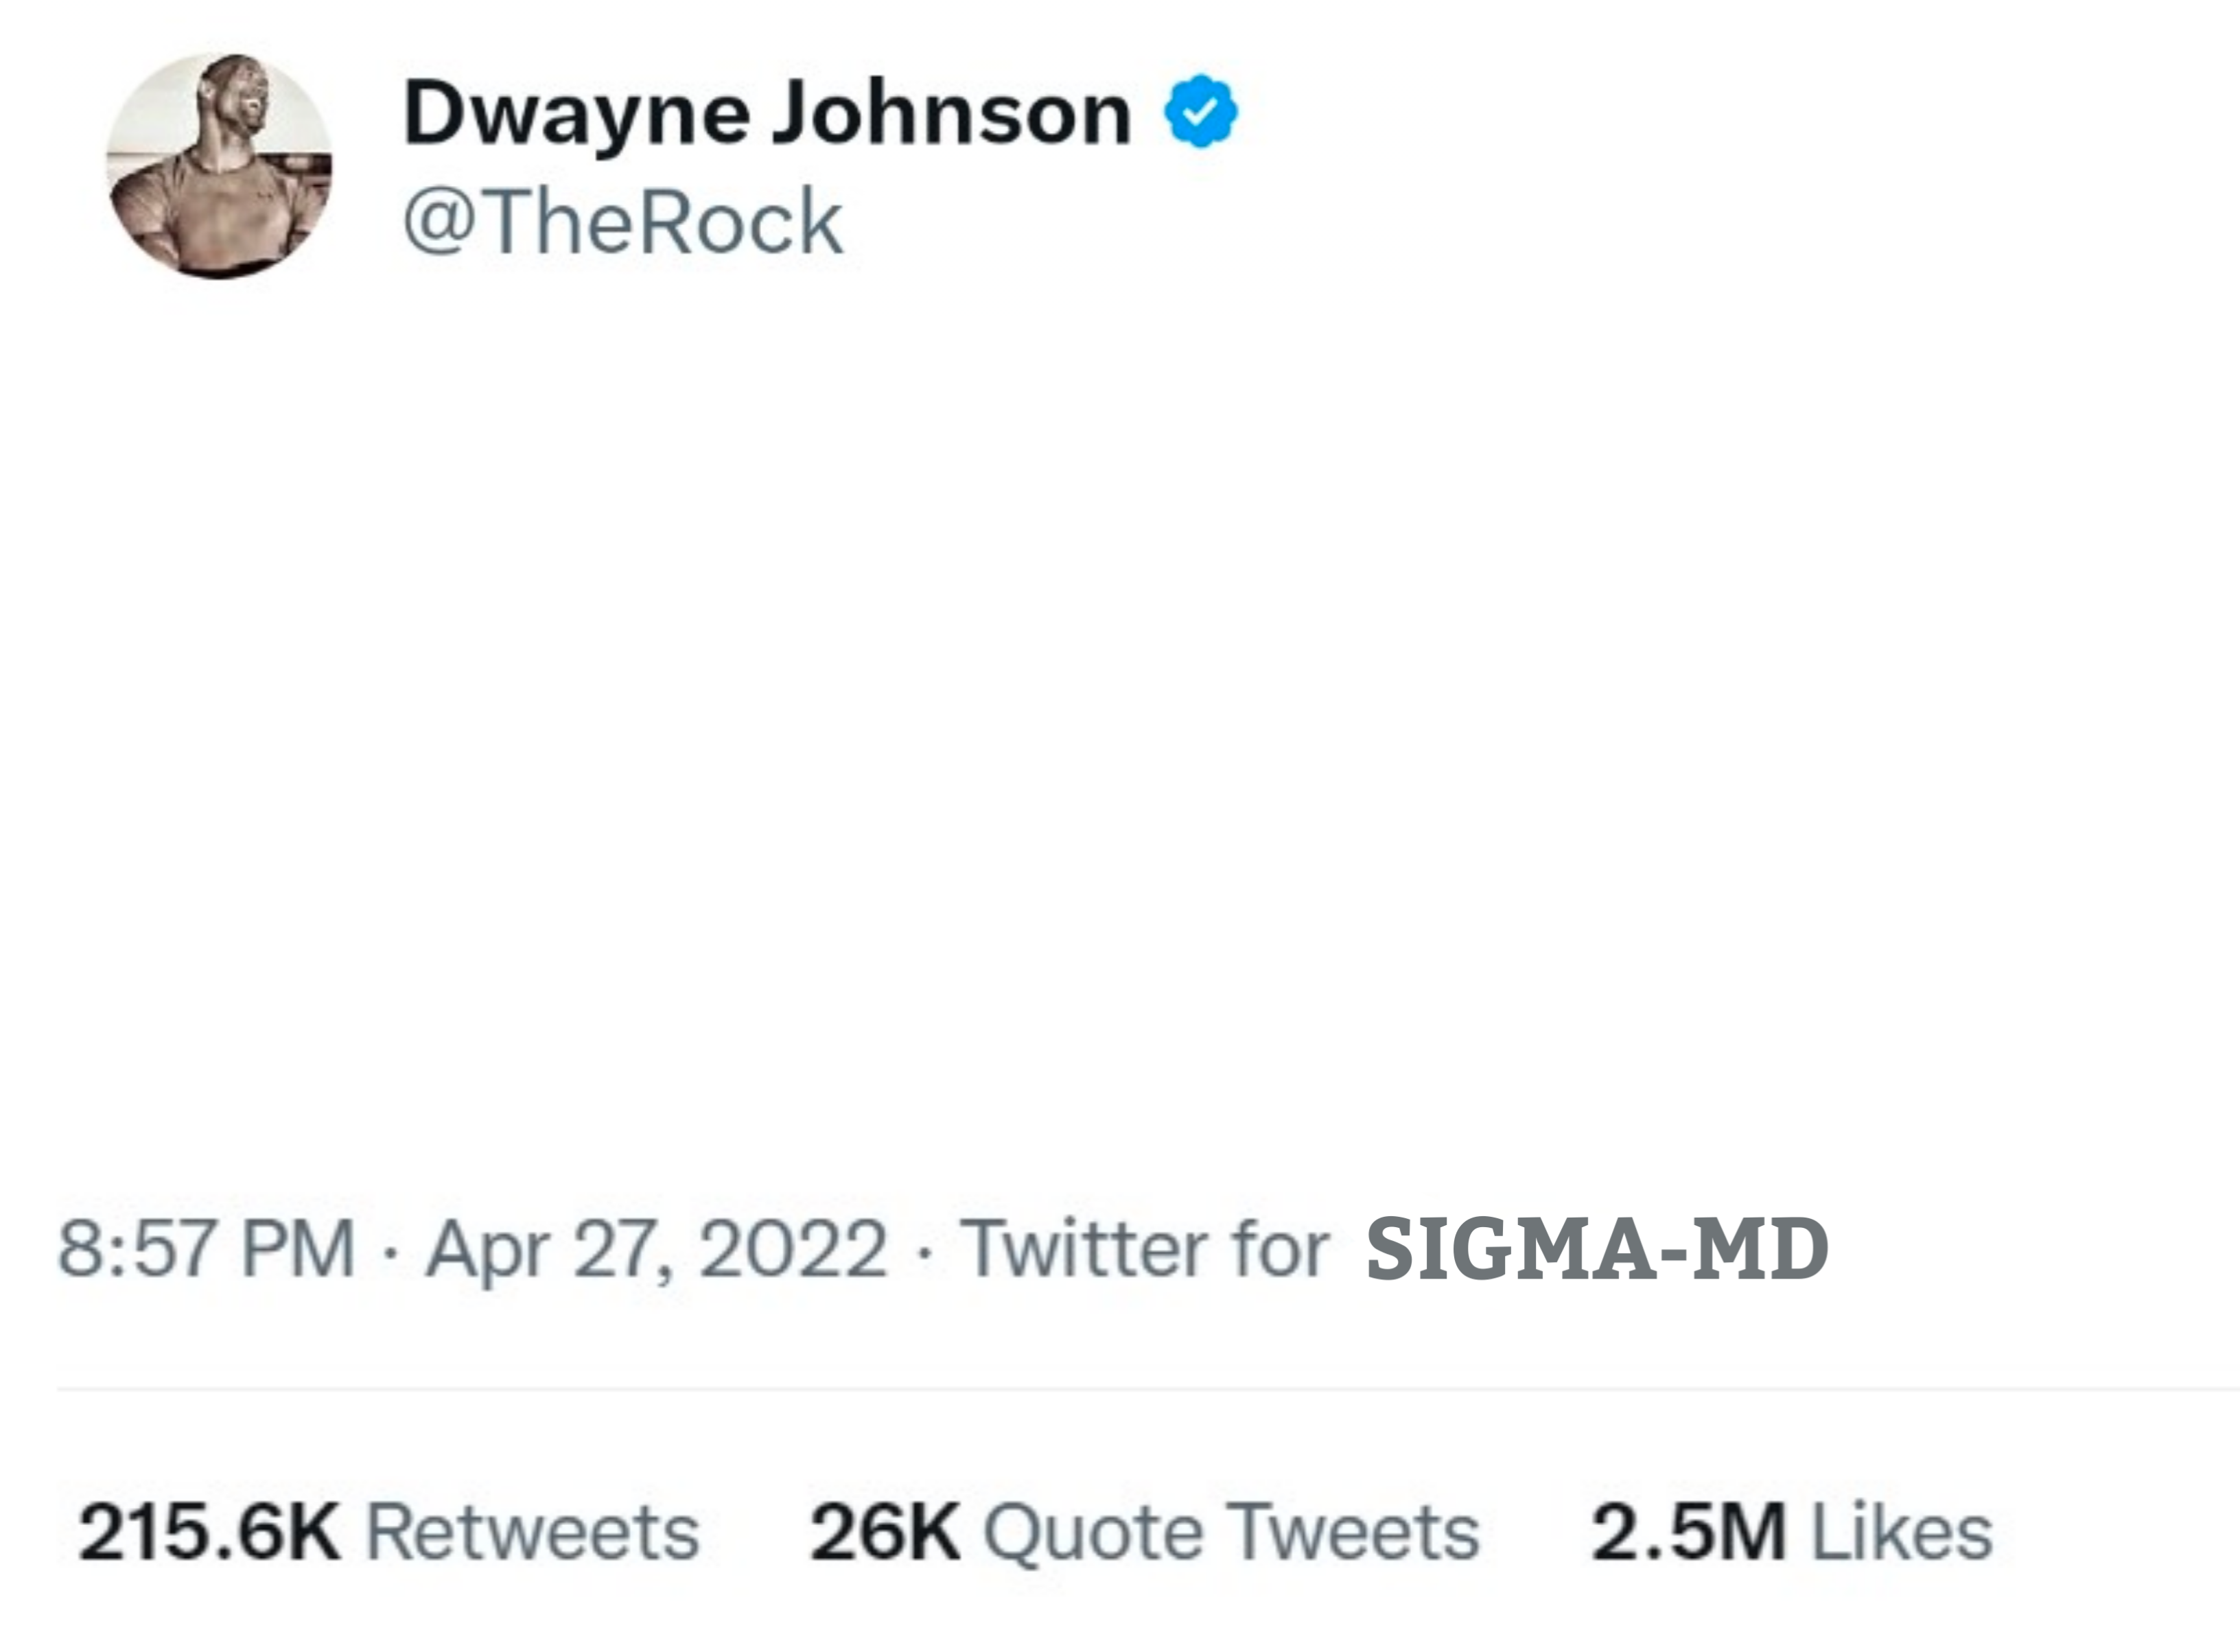 Dwayne Johnson
@TheRock
8:57 PM · Apr 27, 2022 · Twitter for SIGMA-MD
215.6K Retweets 26K Quote Tweets 2.5M Likes